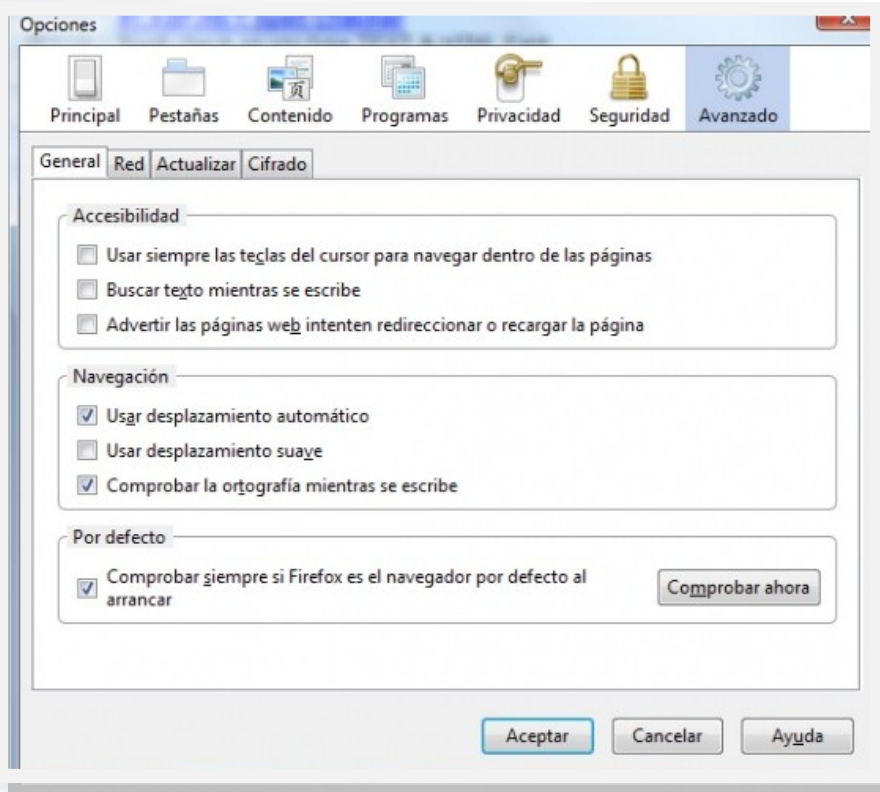 Opciones
Principal Pestañas Contenido Programas Privacidad Seguridad Avanzado
General Red Actualizar Cifrado
Accesibilidad
Usar siempre las teclas del cursor para navegar dentro de las páginas
Buscar texto mientras se escribe
Advertir las páginas web intenten redireccionar o recargar la página
Navegación
Usar desplazamiento automático
Usar desplazamiento suave
Comprobar la ortografía mientras se escribe
Por defecto
Comprobar siempre si Firefox es el navegador por defecto al
arrancar
Comprobar ahora
Aceptar Cancelar Ayuda